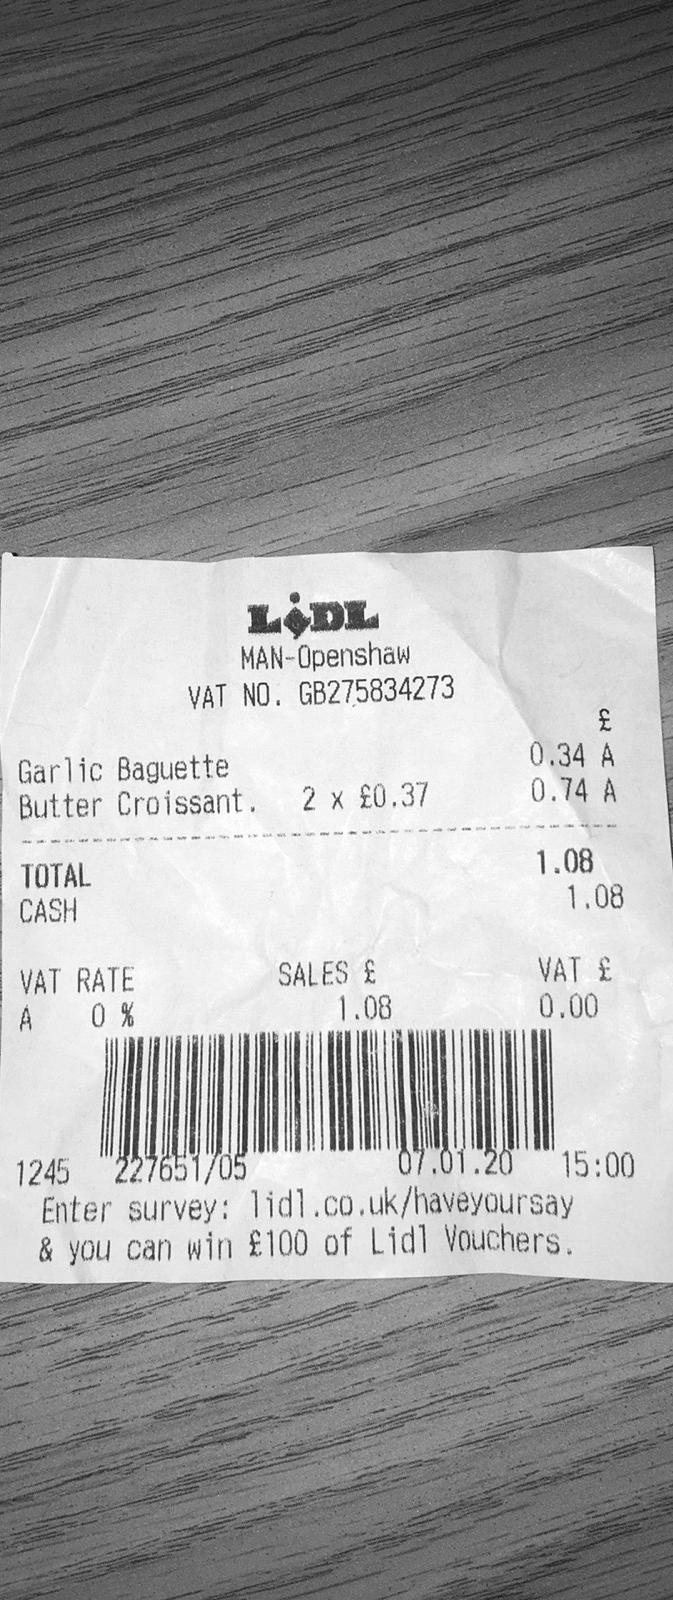 LiDL
MAN-Openshaw
VAT NO. GB275834273
£
Garlic Baguette 0.34 A
Butter Croissant. 2 x £0.37 0.74 A
TOTAL 1.08
CASH 1.08
VAT RATE SALES £ VAT £
A 0 % 1.08 0.00
1245 227651/05 07.01.20 15:00
Enter survey: lidl.co.uk/haveyoursay
& you can win £100 of Lidl Vouchers.